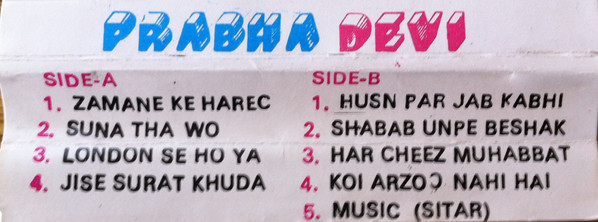 PRABHA DEVI
SIDE-A
1. ZAMANE KE HAREC
2. SUNA THA WO
3. LONDON SE HO YA
4. JISE SURAT KHUDA
SIDE-B
1. HUSN PAR JAB KABHI
2. SHABAB UNPE BESHAK
3. HAR CHEEZ MUHABBAT
4. KOI ARZOO NAHI HAI
5. MUSIC (SITAR)